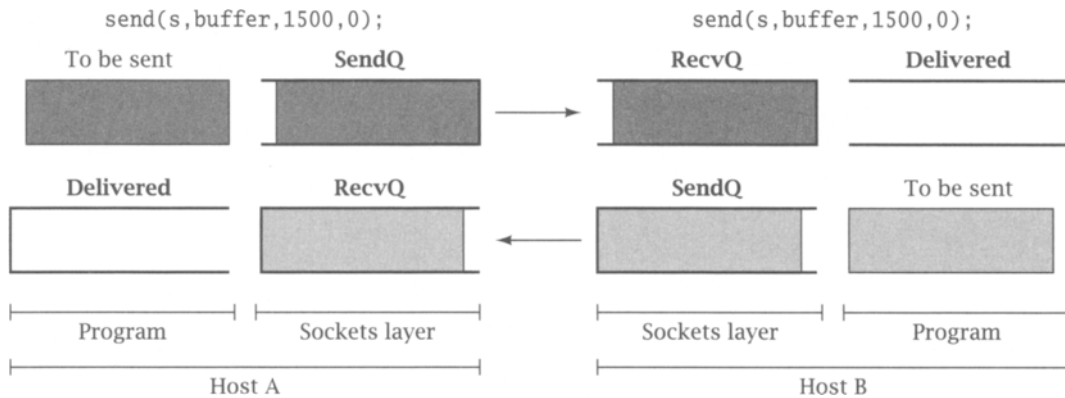 send(s,buffer,1500,0);
send(s,buffer,1500,0);
To be sent
SendQ
RecvQ
Delivered
Delivered
RecvQ
SendQ
To be sent
Program
Sockets layer
Sockets layer
Program
Host A
Host B